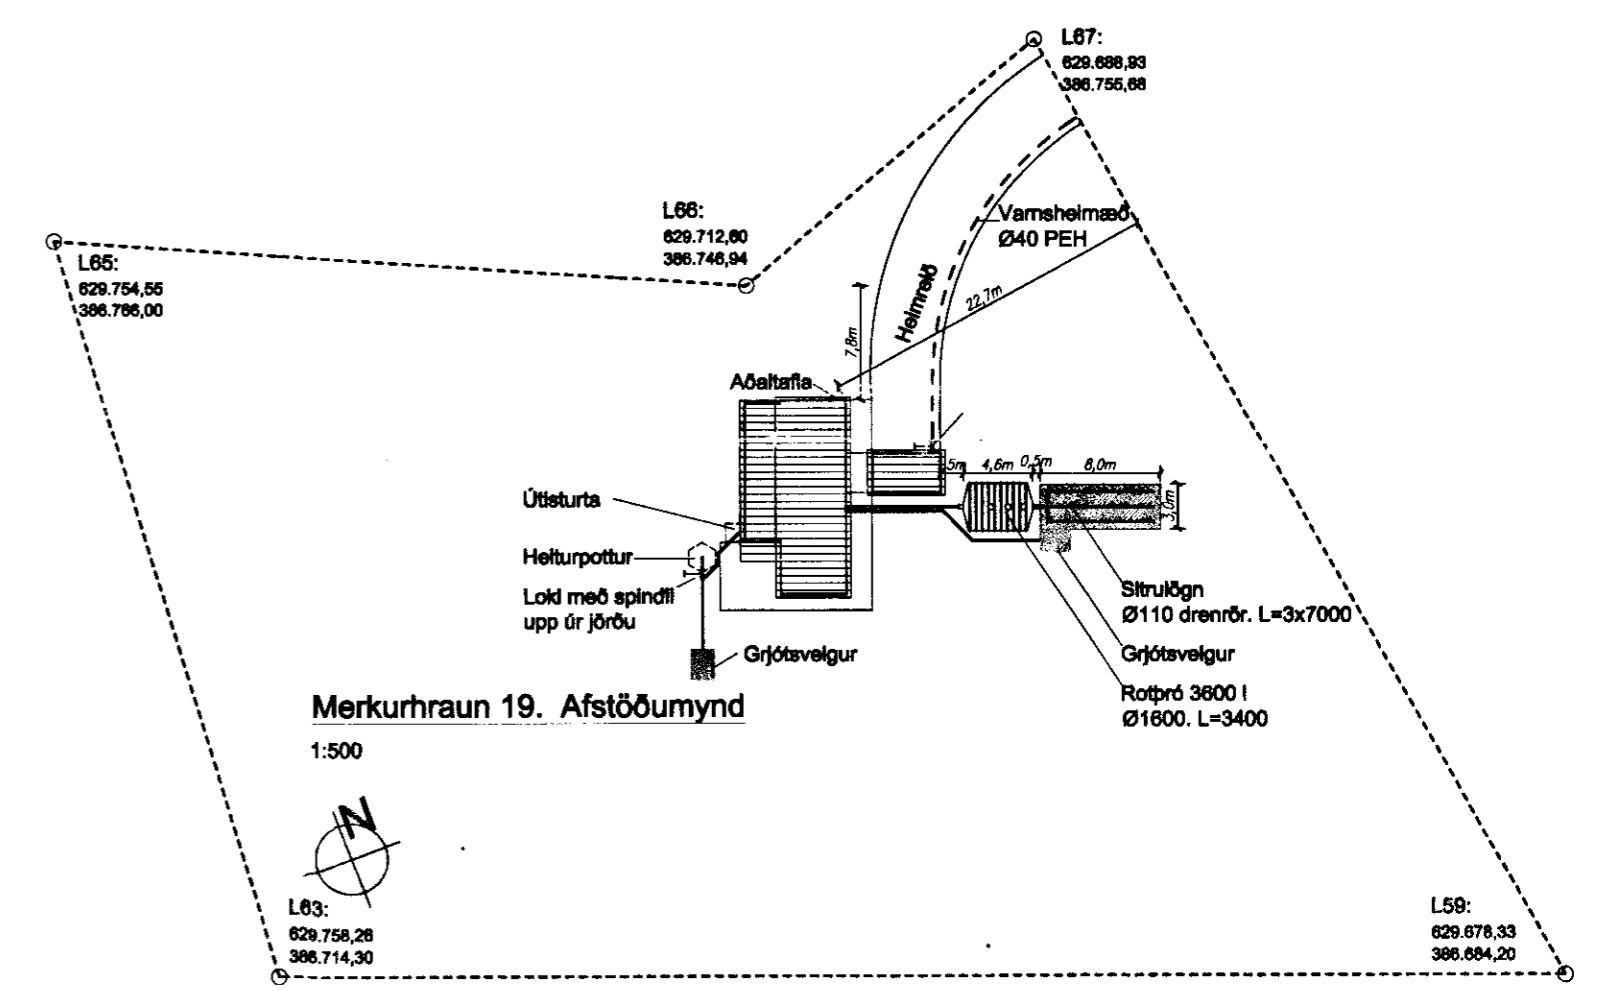 L67:
629.688,93
386.755,68
L66:
629.712,60
386.746,94
Varnsheimæð
Ø40 PEH
L65:
629.754,55
386.766,00
Heimreið
22,7m
7,8m
Aðaltafla
5m
4,6m
0,5m
8,0m
3,0m
Útisturta
Heiturpottur
Loki með spindli
upp úr jörðu
Sitrulögn
Ø110 drenrör. L=3x7000
Grjótsvelgur
Grjótsvelgur
Rotþró 3600 l
Ø1600. L=3400
Merkurhraun 19. Afstöðumynd
1:500
N
L63:
629.758,26
386.714,30
L59:
629.678,33
386.684,20